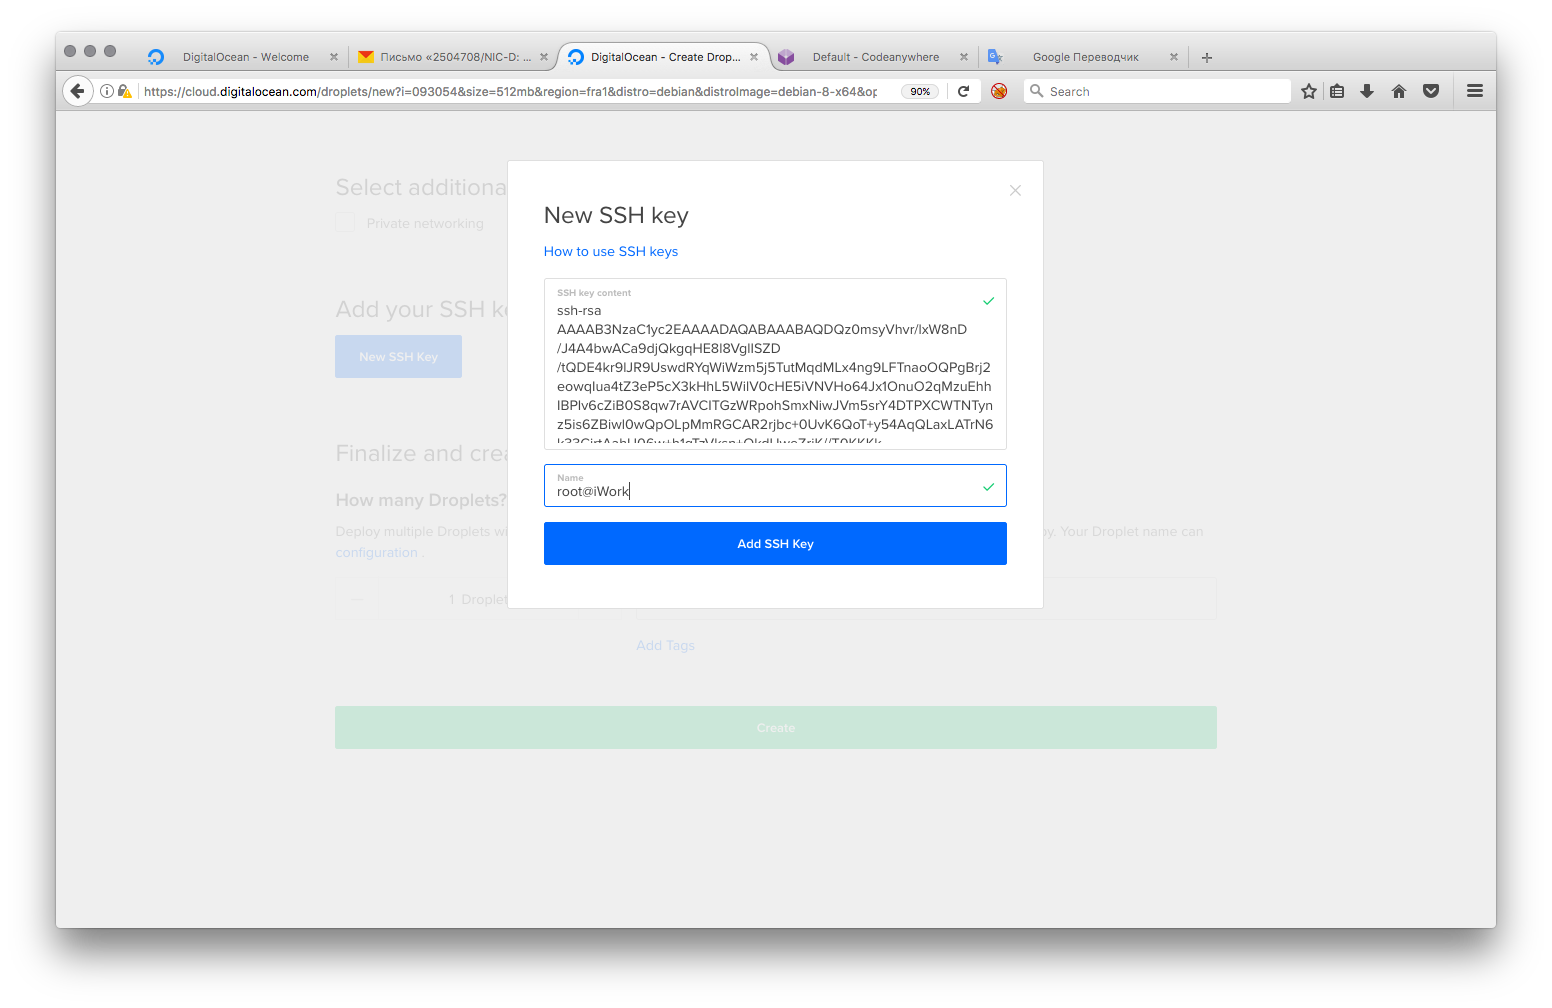 DigitalOcean - Welcome
Письмо «2504708/NIC-D: ...
DigitalOcean - Create Drop...
Default - Codeanywhere
Google Переводчик
https://cloud.digitalocean.com/droplets/new?i=093054&size=512mb&region=fra1&distro=debian&distroImage=debian-8-x64&op
90%
Search
Select additiona
Private networking
Add your SSH ke
New SSH Key
Finalize and crea
How many Droplets?
Deploy multiple Droplets wi
py. Your Droplet name can
configuration .
1 Droplet
Add Tags
Create
New SSH key
How to use SSH keys
SSH key content
ssh-rsa
AAAAB3NzaC1yc2EAAAADAQABAAABAQDQz0msyVhvr/lxW8nD
/J4A4bwACa9djQkgqHE8l8VglISZD
/tQDE4kr9lJR9UswdRYqWiWzm5j5TutMqdMLx4ng9LFTnaoOQPgBrj2
eowqIua4tZ3eP5cX3kHhL5WilV0cHE5iVNVHo64Jx1OnuO2qMzuEhh
IBPlv6cZiB0S8qw7rAVCITGzWRpohSmxNiwJVm5srY4DTPXCWTNTyn
z5is6ZBiwl0wQpOLpMmRGCAR2rjbc+0UvK6QoT+y54AqQLaxLATrN6
Name
root@iWork
Add SSH Key